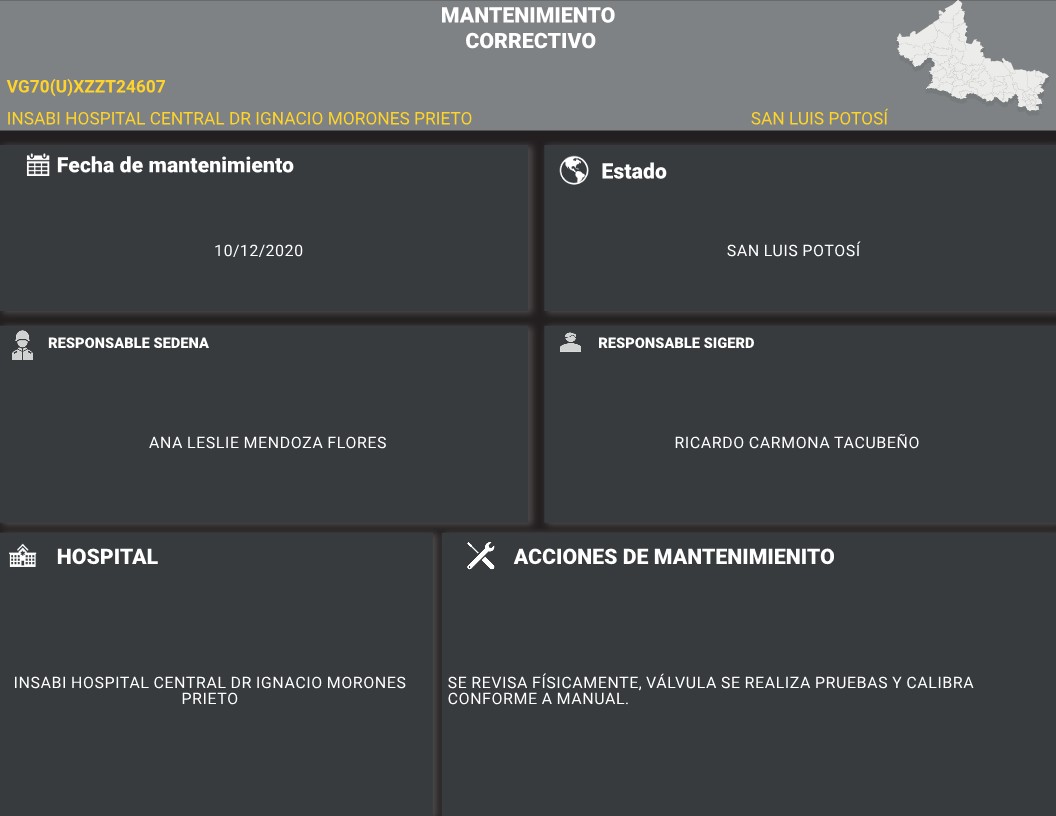 MANTENIMIENTO
CORRECTIVO
VG70(U)XZZT24607
INSABI HOSPITAL CENTRAL DR IGNACIO MORONES PRIETO
SAN LUIS POTOSÍ
Fecha de mantenimiento
10/12/2020
Estado
SAN LUIS POTOSÍ
RESPONSABLE SEDENA
ANA LESLIE MENDOZA FLORES
RESPONSABLE SIGERD
RICARDO CARMONA TACUBEÑO
HOSPITAL
INSABI HOSPITAL CENTRAL DR IGNACIO MORONES
PRIETO
ACCIONES DE MANTENIMIENITO
SE REVISA FÍSICAMENTE, VÁLVULA SE REALIZA PRUEBAS Y CALIBRA
CONFORME A MANUAL.